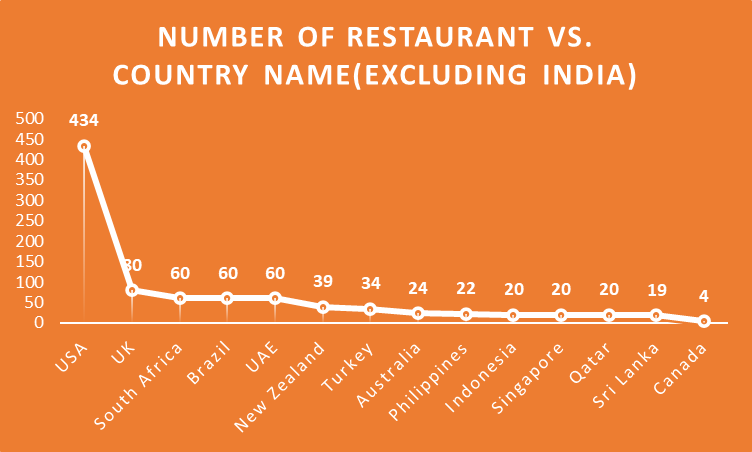 NUMBER OF RESTAURANT VS.
COUNTRY NAME(EXCLUDING INDIA)
500
450
400
350
300
250
200
150
100
50
0
434
80
60
60
60
39
34
24
22
20
20
20
19
4
USA
UK
South Africa
Brazil
UAE
New Zealand
Turkey
Australia
Philippines
Indonesia
Singapore
Qatar
Sri Lanka
Canada